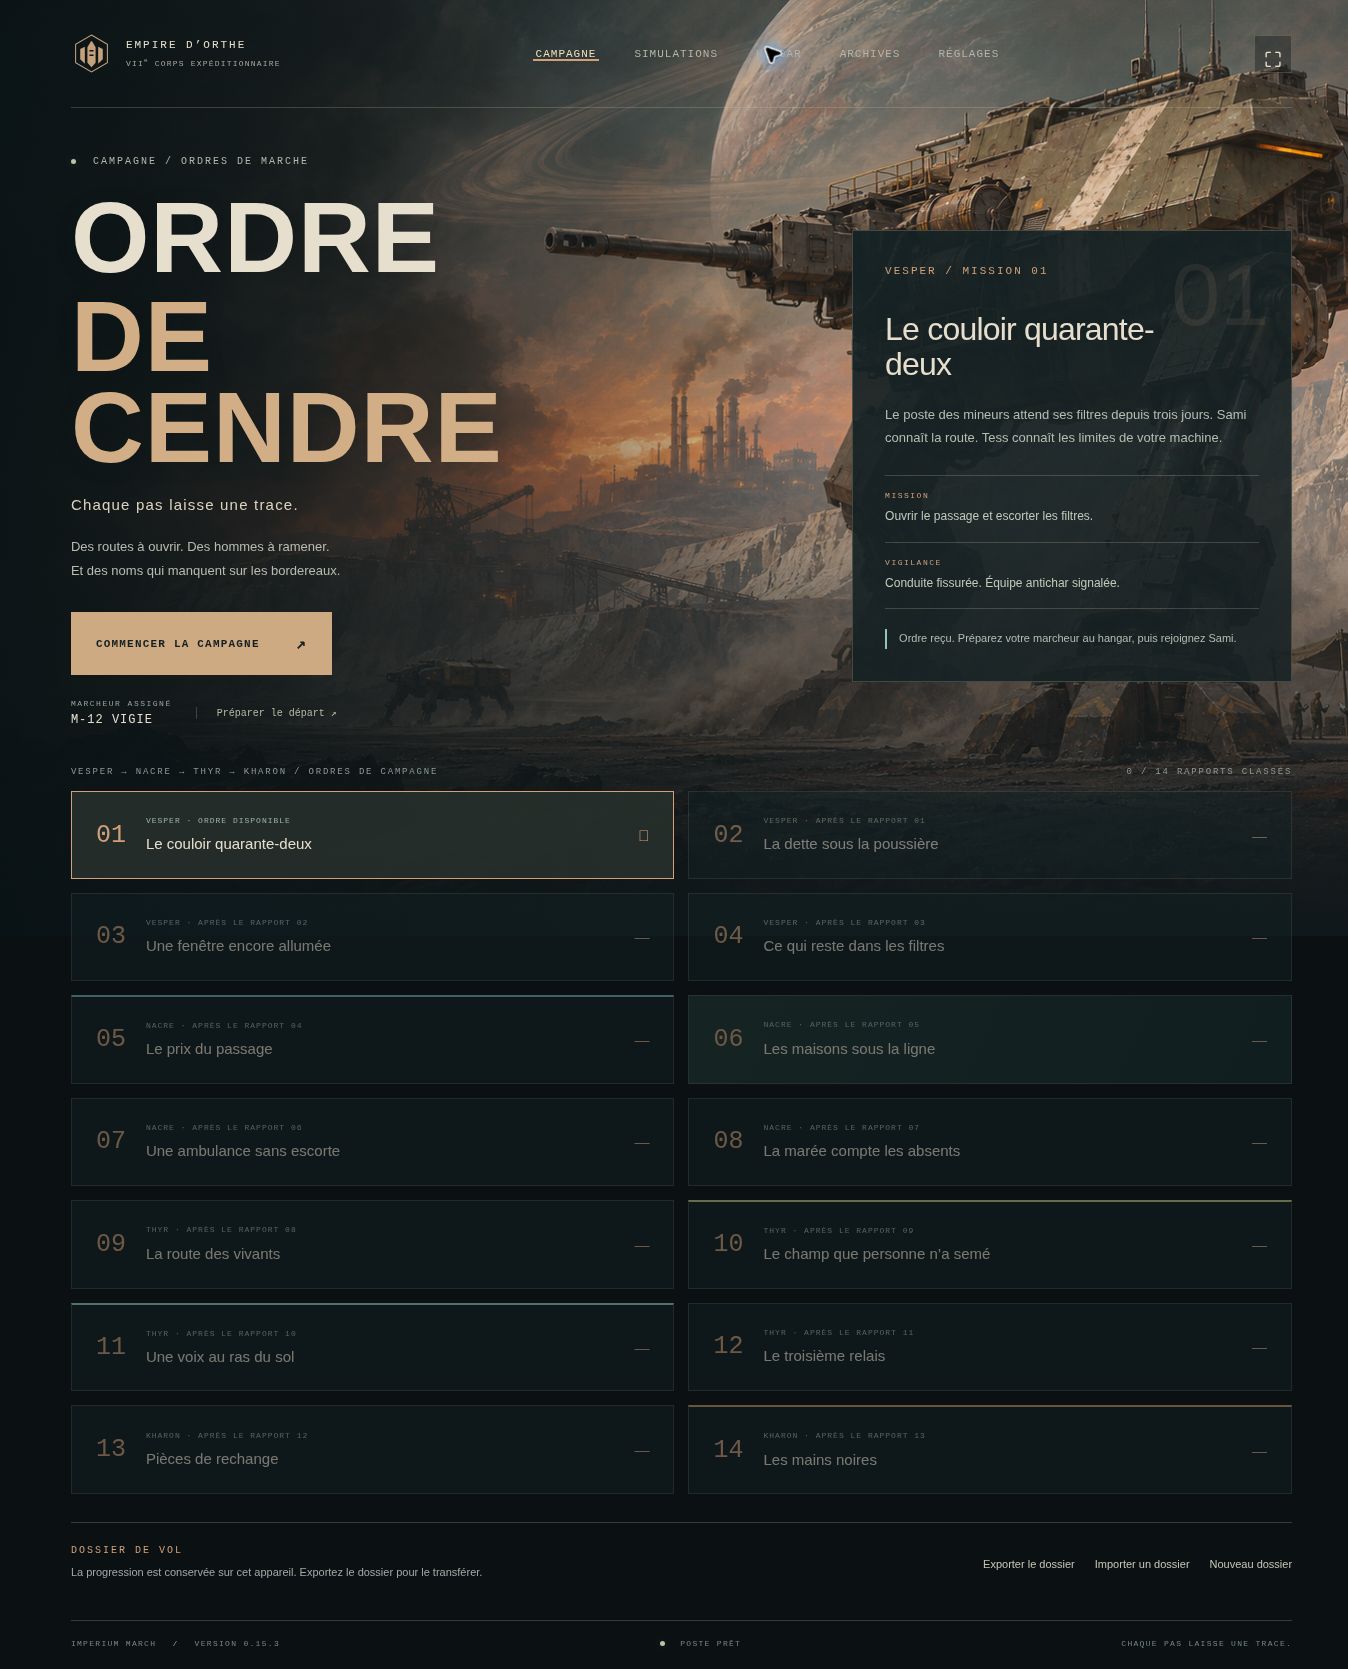 EMPIRE D’ORTHE
VIIᵉ CORPS EXPÉDITIONNAIRE
CAMPAGNE
SIMULATIONS
ARCHIVES
RÉGLAGES
CAMPAGNE / ORDRES DE MARCHE
ORDRE
DE
CENDRE
Chaque pas laisse une trace.
Des routes à ouvrir. Des hommes à ramener.
Et des noms qui manquent sur les bordereaux.
COMMENCER LA CAMPAGNE ↗
MARCHEUR ASSIGNÉ
M-12 VIGIE
Préparer le départ ↗
VESPER / MISSION 01
01
Le couloir quarante-
deux
Le poste des mineurs attend ses filtres depuis trois jours. Sami
connaît la route. Tess connaît les limites de votre machine.
MISSION
Ouvrir le passage et escorter les filtres.
VIGILANCE
Conduite fissurée. Équipe antichar signalée.
Ordre reçu. Préparez votre marcheur au hangar, puis rejoignez Sami.
VESPER → NACRE → THYR → KHARON / ORDRES DE CAMPAGNE
0 / 14 RAPPORTS CLASSÉS
01
VESPER · ORDRE DISPONIBLE
Le couloir quarante-deux
02
VESPER · APRÈS LE RAPPORT 01
La dette sous la poussière
—
03
VESPER · APRÈS LE RAPPORT 02
Une fenêtre encore allumée
—
04
VESPER · APRÈS LE RAPPORT 03
Ce qui reste dans les filtres
—
05
NACRE · APRÈS LE RAPPORT 04
Le prix du passage
—
06
NACRE · APRÈS LE RAPPORT 05
Les maisons sous la ligne
—
07
NACRE · APRÈS LE RAPPORT 06
Une ambulance sans escorte
—
08
NACRE · APRÈS LE RAPPORT 07
La marée compte les absents
—
09
THYR · APRÈS LE RAPPORT 08
La route des vivants
—
10
THYR · APRÈS LE RAPPORT 09
Le champ que personne n’a semé
—
11
THYR · APRÈS LE RAPPORT 10
Une voix au ras du sol
—
12
THYR · APRÈS LE RAPPORT 11
Le troisième relais
—
13
KHARON · APRÈS LE RAPPORT 12
Pièces de rechange
—
14
KHARON · APRÈS LE RAPPORT 13
Les mains noires
—
DOSSIER DE VOL
La progression est conservée sur cet appareil. Exportez le dossier pour le transférer.
Exporter le dossier
Importer un dossier
Nouveau dossier
IMPERIUM MARCH / VERSION 0.15.3
POSTE PRÊT
CHAQUE PAS LAISSE UNE TRACE.